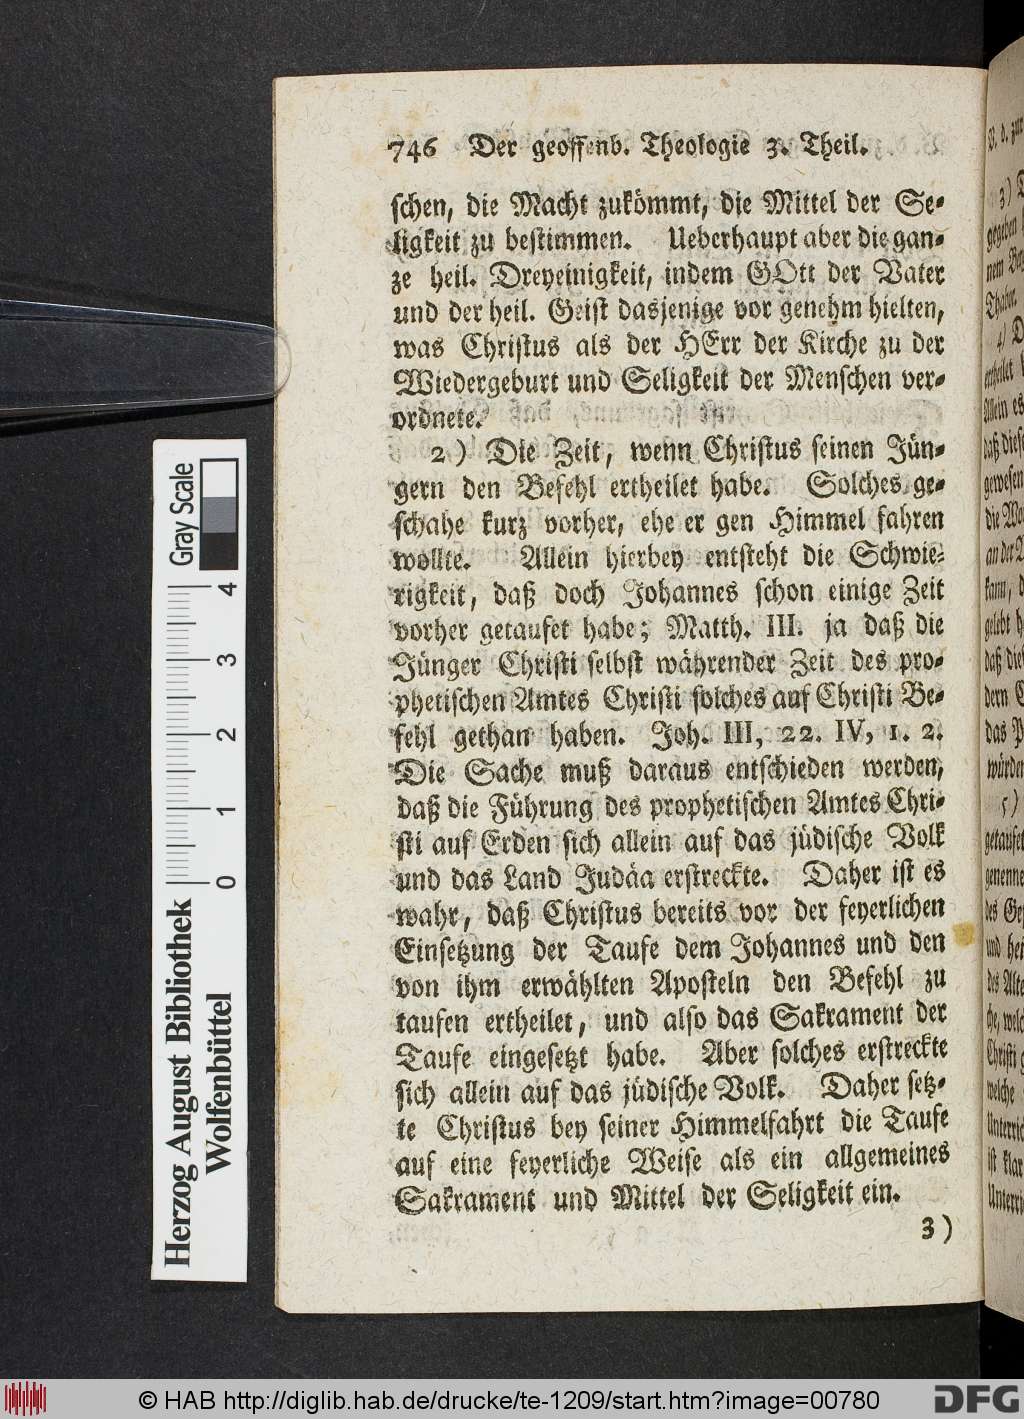 746 Der geoffenb. Theologie 3. Theil.
schen, die Macht zukömmt, die Mittel der Se-
ligkeit zu bestimmen. Ueberhaupt aber die gan-
ze heil. Dreyeinigkeit, indem GOtt der Vater
und der heil. Geist dasjenige vor genehm hielten,
was Christus als der HErr der Kirche zu der
Wiedergeburt und Seligkeit der Menschen ver-
ordnete.
2) Die Zeit, wenn Christus seinen Jün-
gern den Befehl ertheilet habe. Solches ge-
schahe kurz vorher, ehe er gen Himmel fahren
wollte. Allein hierbey entsteht die Schwie-
rigkeit, daß doch Johannes schon einige Zeit
vorher getaufet habe; Matth. III. ja daß die
Jünger Christi selbst währender Zeit des pro-
phetischen Amtes Christi solches auf Christi Be-
fehl gethan haben. Joh. III, 22. IV, 1. 2.
Die Sache muß daraus entschieden werden,
daß die Führung des prophetischen Amtes Chri-
sti auf Erden sich allein auf das jüdische Volk
und das Land Judäa erstreckte. Daher ist es
wahr, daß Christus bereits vor der feyerlichen
Einsetzung der Taufe dem Johannes und den
von ihm erwählten Aposteln den Befehl zu
taufen ertheilet, und also das Sakrament der
Taufe eingesetzt habe. Aber solches erstreckte
sich allein auf das jüdische Volk. Daher setz-
te Christus bey seiner Himmelfahrt die Taufe
auf eine feyerliche Weise als ein allgemeines
Sakrament und Mittel der Seligkeit ein.
3)
Herzog August Bibliothek
Wolfenbüttel
0 1 2 3 4
Gray Scale
© HAB http://diglib.hab.de/drucke/te-1209/start.htm?image=00780
DFG